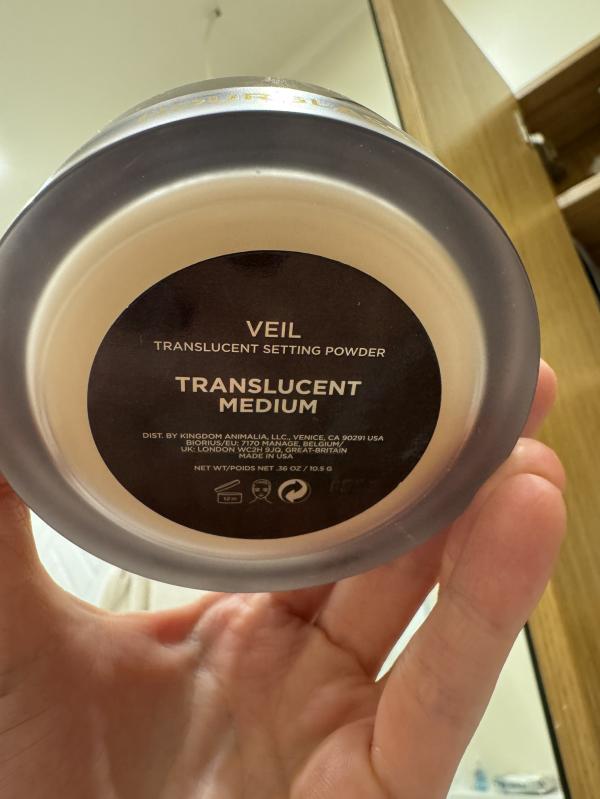 VEIL
TRANSLUCENT SETTING POWDER
TRANSLUCENT
MEDIUM
DIST. BY KINGDOM ANIMALIA, LLC., VENICE, CA 90291 USA
BIORIUS/EU: 7170 MANAGE, BELGIUM/
UK: LONDON WC2H 9JQ, GREAT-BRITAIN
MADE IN USA
NET WT/POIDS NET .36 OZ / 10.5 G
12 M